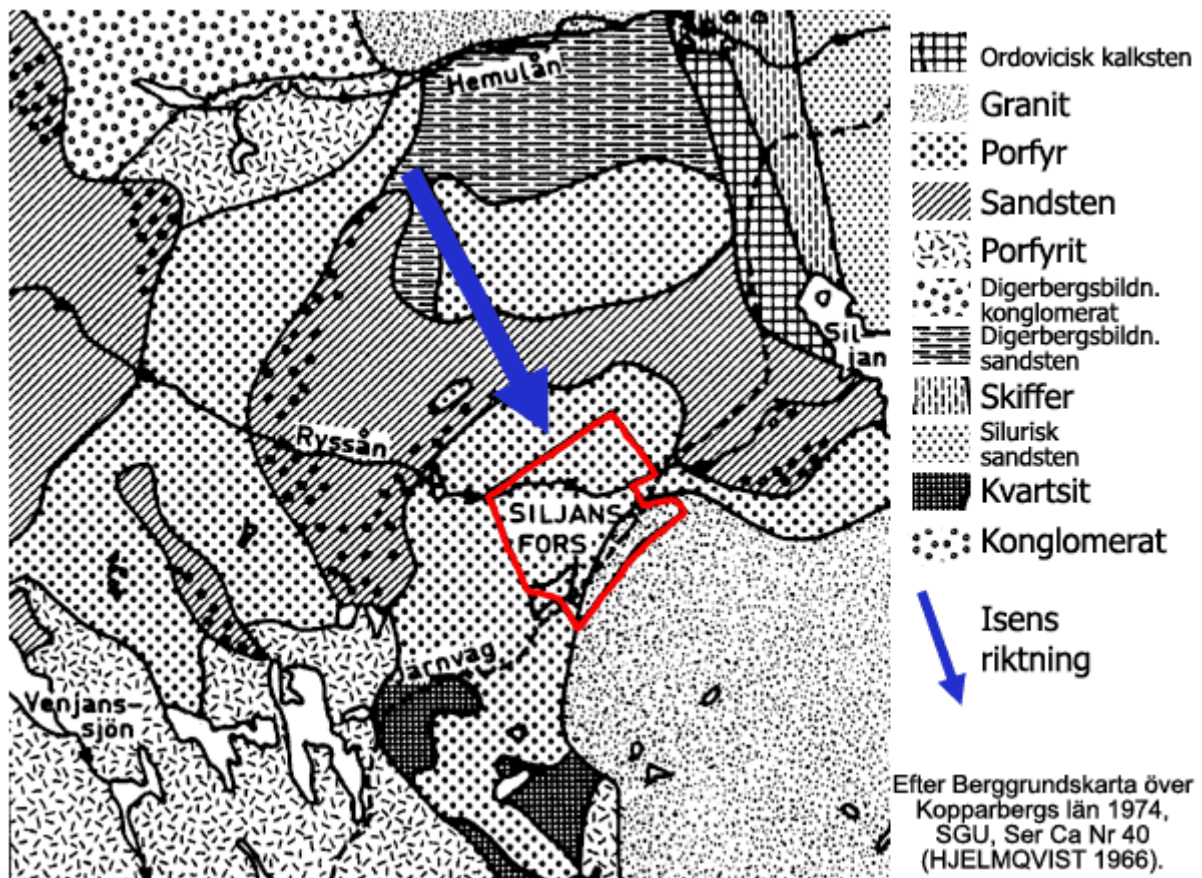 Hemulån
Sil
jan
Ryssån
SILJANS
FORS
ärnväg
Venjans-
sjön
Ordovicisk kalksten
Granit
Porfyr
Sandsten
Porfyrit
Digerbergsbildn.
konglomerat
Digerbergsbildn.
sandsten
Skiffer
Silurisk
sandsten
Kvartsit
Konglomerat
Isens
riktning
Efter Berggrundskarta över
Kopparbergs län 1974,
SGU, Ser Ca Nr 40
(HJELMQVIST 1966).